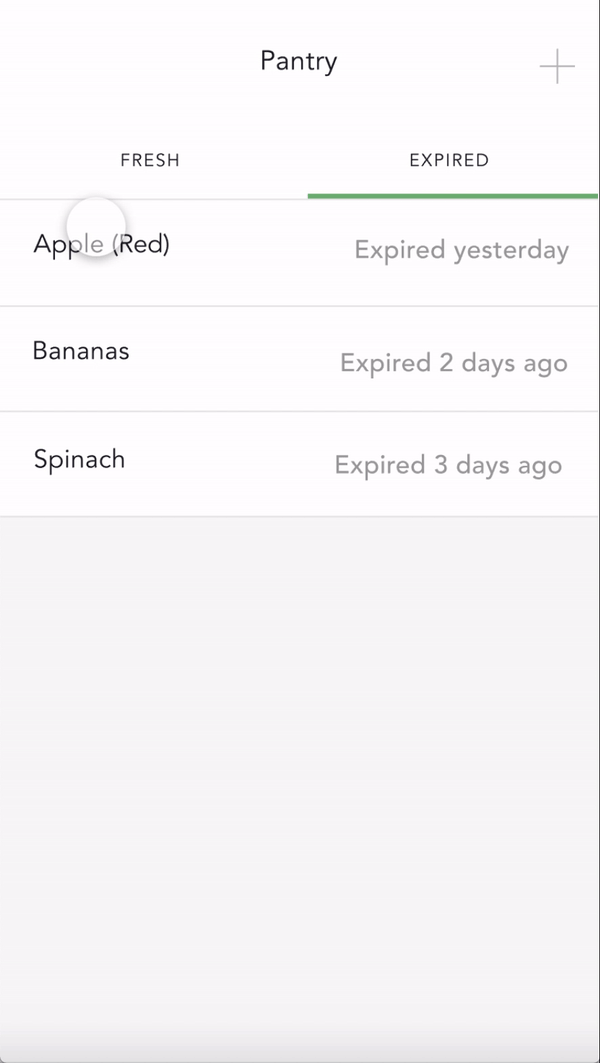 Pantry
FRESH EXPIRED
Apple (Red) Expired yesterday
Bananas Expired 2 days ago
Spinach Expired 3 days ago